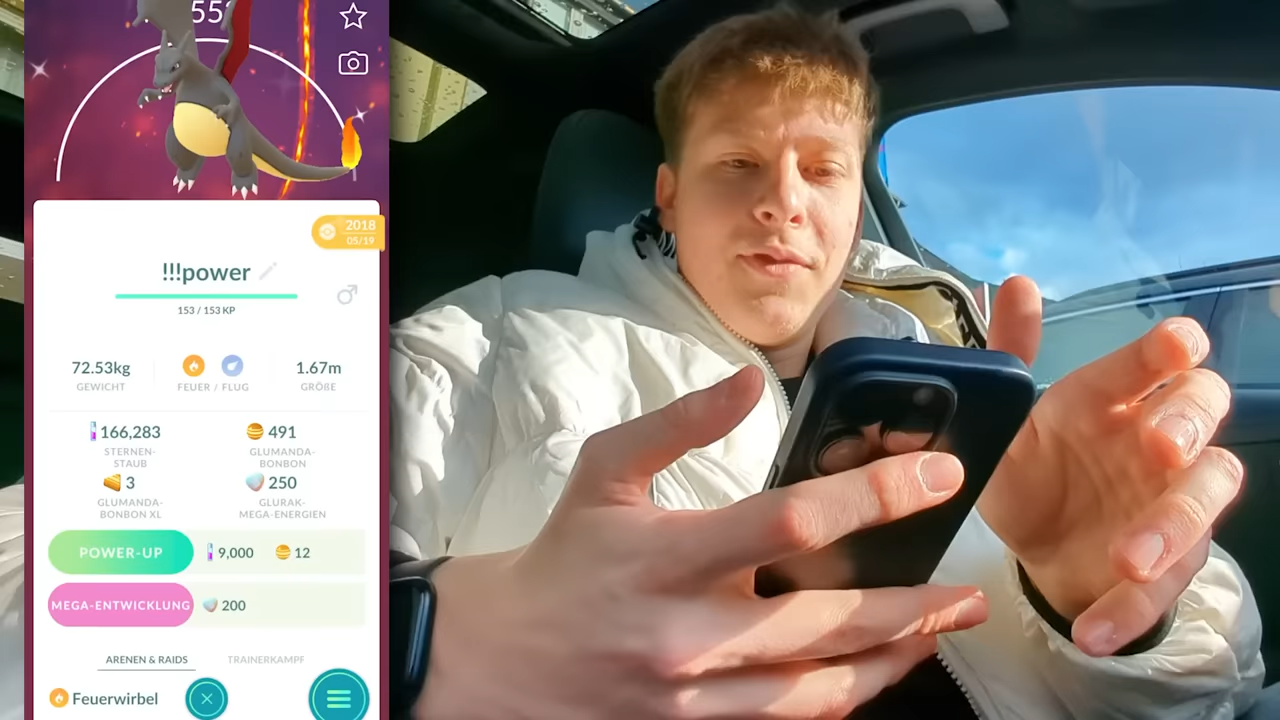 2018
05/19
!!!power
153 / 153 KP
72.53kg
GEWICHT
FEUER / FLUG
1.67m
GRÖßE
166,283
STERNEN-
STAUB
491
GLUMANDA-
BONBON
3
GLUMANDA-
BONBON XL
250
GLURAK-
MEGA-ENERGIEN
POWER-UP
9,000
12
MEGA-ENTWICKLUNG
200
ARENEN & RAIDS
TRAINERKAMPF
Feuerwirbel